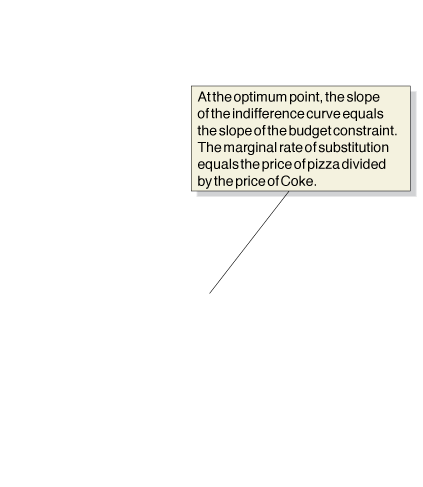 At the optimum point, the slope
of the indifference curve equals
the slope of the budget constraint.
The marginal rate of substitution
equals the price of pizza divided
by the price of Coke.